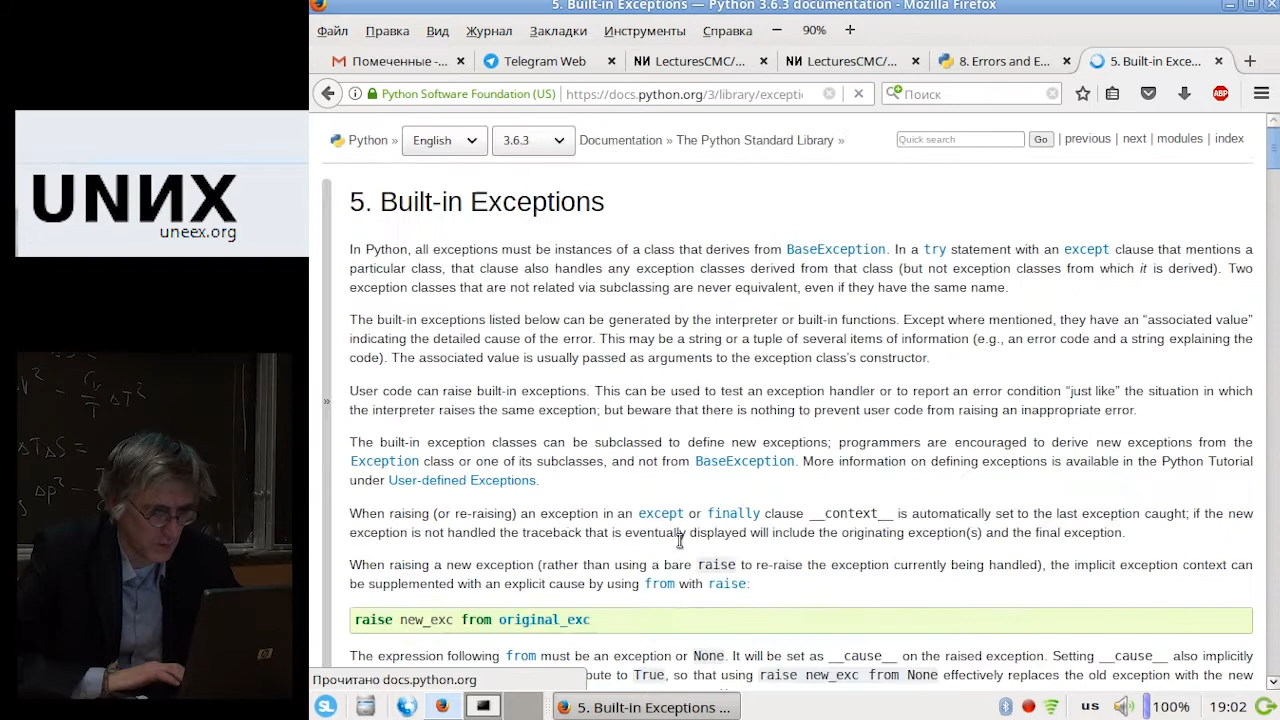 5. Built-in Exceptions — Python 3.6.3 documentation - Mozilla Firefox
Файл Правка Вид Журнал Закладки Инструменты Справка − 90% +
Помеченные -... Telegram Web LecturesCMC/... LecturesCMC/... 8. Errors and E... 5. Built-in Exce...
Python Software Foundation (US) https://docs.python.org/3/library/excepti Поиск ABP
Python » English 3.6.3 Documentation » The Python Standard Library » Quick search Go | previous | next | modules | index
UNИX
uneex.org
5. Built-in Exceptions
In Python, all exceptions must be instances of a class that derives from BaseException. In a try statement with an except clause that mentions a
particular class, that clause also handles any exception classes derived from that class (but not exception classes from which it is derived). Two
exception classes that are not related via subclassing are never equivalent, even if they have the same name.
The built-in exceptions listed below can be generated by the interpreter or built-in functions. Except where mentioned, they have an “associated value”
indicating the detailed cause of the error. This may be a string or a tuple of several items of information (e.g., an error code and a string explaining the
code). The associated value is usually passed as arguments to the exception class’s constructor.
User code can raise built-in exceptions. This can be used to test an exception handler or to report an error condition “just like” the situation in which
the interpreter raises the same exception; but beware that there is nothing to prevent user code from raising an inappropriate error.
The built-in exception classes can be subclassed to define new exceptions; programmers are encouraged to derive new exceptions from the
Exception class or one of its subclasses, and not from BaseException. More information on defining exceptions is available in the Python Tutorial
under User-defined Exceptions.
When raising (or re-raising) an exception in an except or finally clause __context__ is automatically set to the last exception caught; if the new
exception is not handled the traceback that is eventually displayed will include the originating exception(s) and the final exception.
When raising a new exception (rather than using a bare raise to re-raise the exception currently being handled), the implicit exception context can
be supplemented with an explicit cause by using from with raise:
raise new_exc from original_exc
The expression following from must be an exception or None. It will be set as __cause__ on the raised exception. Setting __cause__ also implicitly
bute to True, so that using raise new_exc from None effectively replaces the old exception with the new
Прочитано docs.python.org
SL 5. Built-in Exceptions ... us 100% 19:02